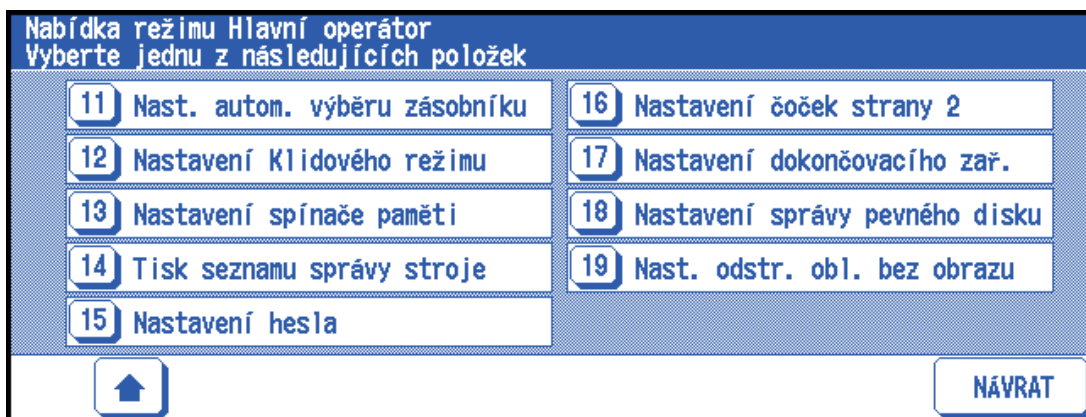 Nabídka režimu Hlavní operátor
Vyberte jednu z následujících položek
11 Nast. autom. výběru zásobníku
12 Nastavení Klidového režimu
13 Nastavení spínače paměti
14 Tisk seznamu správy stroje
15 Nastavení hesla
16 Nastavení čoček strany 2
17 Nastavení dokončovacího zař.
18 Nastavení správy pevného disku
19 Nast. odstr. obl. bez obrazu
NÁVRAT